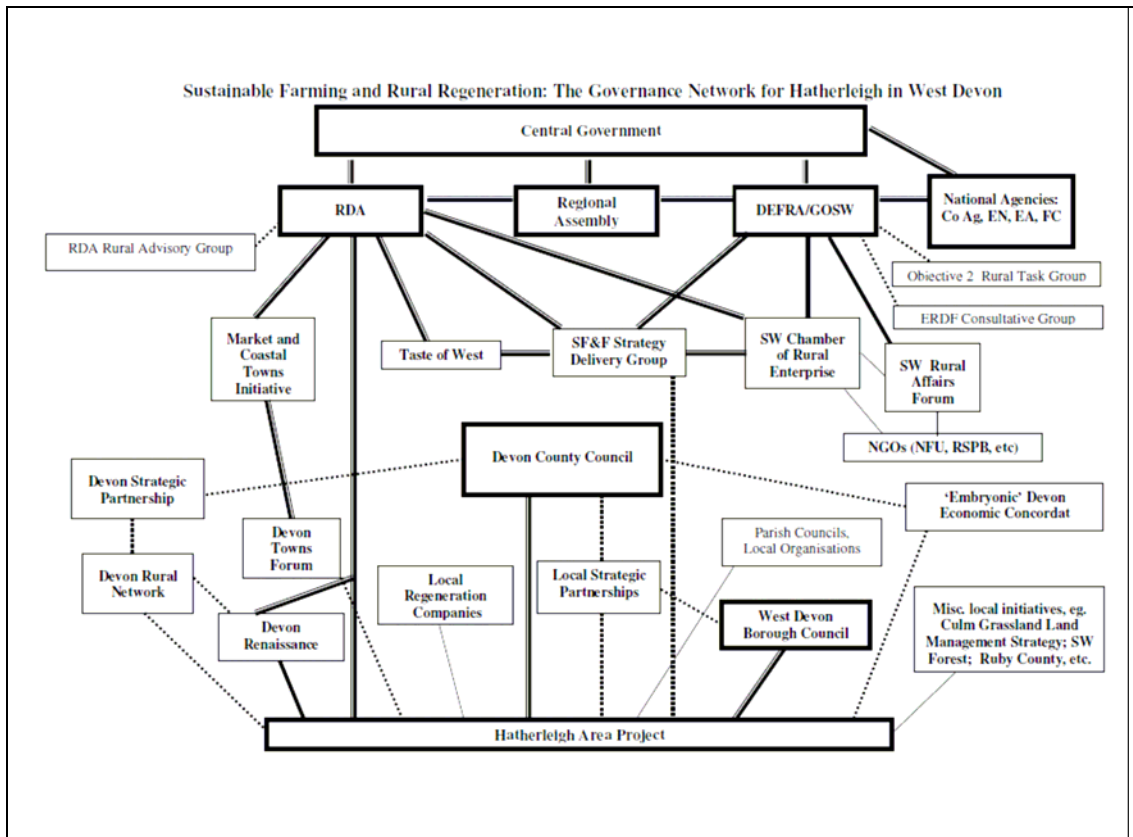 Sustainable Farming and Rural Regeneration: The Governance Network for Hatherleigh in West Devon
Central Government
RDA
Regional
Assembly
DEFRA/GOSW
National Agencies:
Co Ag, EN, EA, FC
RDA Rural Advisory Group
Objective 2 Rural Task Group
ERDF Consultative Group
Market and
Coastal
Towns
Initiative
Taste of West
SF&F Strategy
Delivery Group
SW Chamber
of Rural
Enterprise
SW Rural
Affairs
Forum
NGOs (NFU, RSPB, etc)
Devon County Council
Devon Strategic
Partnership
'Embryonic' Devon
Economic Concordat
Devon
Towns
Forum
Parish Councils,
Local Organisations
Devon Rural
Network
Local
Regeneration
Companies
Local Strategic
Partnerships
West Devon
Borough Council
Misc. local initiatives, eg.
Culm Grassland Land
Management Strategy; SW
Forest; Ruby County, etc.
Devon
Renaissance
Hatherleigh Area Project